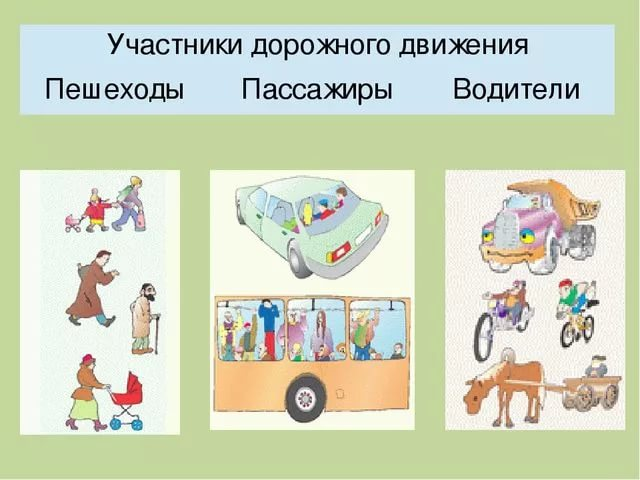 Участники дорожного движения
Пешеходы Пассажиры Водители